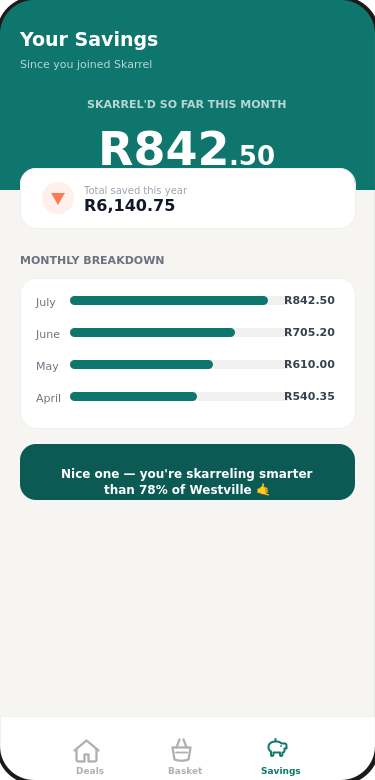 Your Savings
Since you joined Skarrel
SKARREL'D SO FAR THIS MONTH
R842.50
Total saved this year
R6,140.75
MONTHLY BREAKDOWN
July R842.50
June R705.20
May R610.00
April R540.35
Nice one — you're skarreling smarter
than 78% of Westville 🤙
Deals Basket Savings